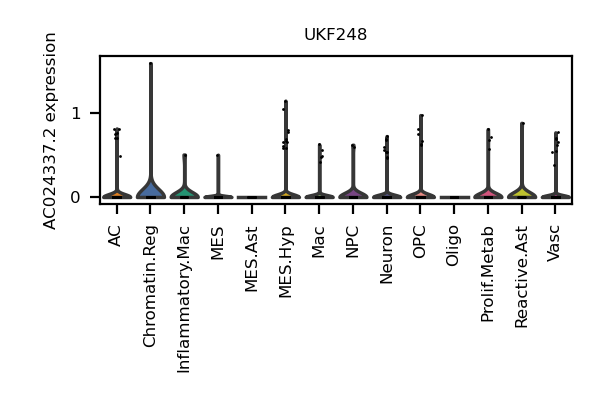 UKF248
AC024337.2 expression
1
0
AC
Chromatin.Reg
Inflammatory.Mac
MES
MES.Ast
MES.Hyp
Mac
NPC
Neuron
OPC
Oligo
Prolif.Metab
Reactive.Ast
Vasc